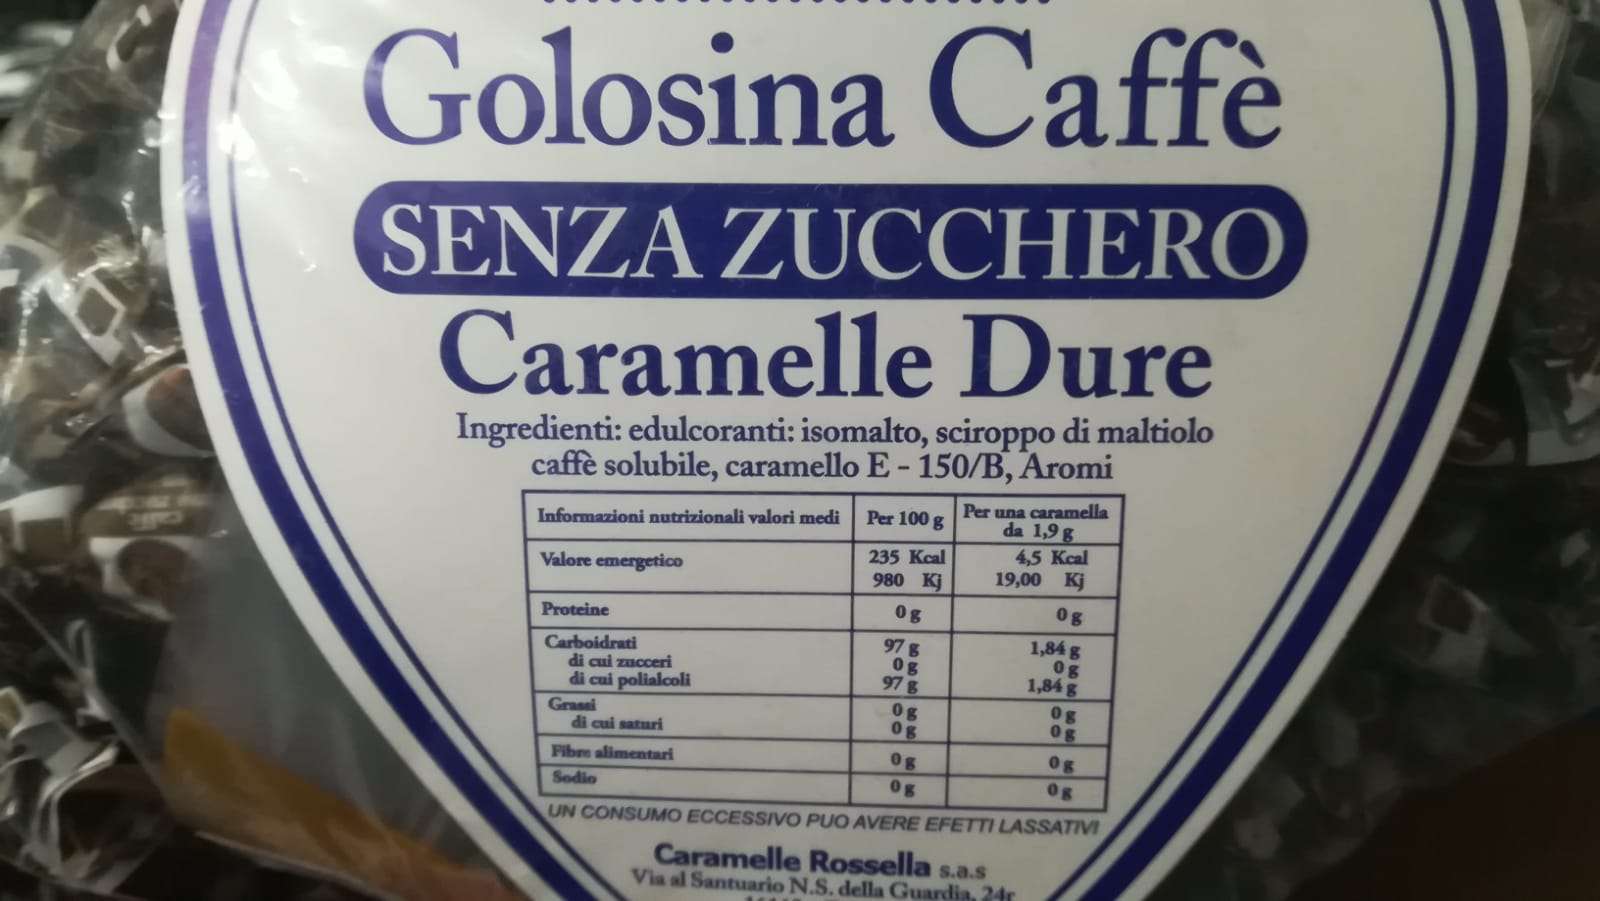 Golosina Caffè
SENZA ZUCCHERO
Caramelle Dure
Ingredienti: edulcoranti: isomalto, sciroppo di maltiolo
caffè solubile, caramello E - 150/B, Aromi
Informazioni nutrizionali valori medi Per 100 g Per una caramella da 1,9 g
Valore emergetico 235 Kcal 4,5 Kcal
980 Kj 19,00 Kj
Proteine 0 g 0 g
Carboidrati 97 g 1,84 g
di cui zucceri 0 g 0 g
di cui polialcoli 97 g 1,84 g
Grassi 0 g 0 g
di cui saturi 0 g 0 g
Fibre alimentari 0 g 0 g
Sodio 0 g 0 g
UN CONSUMO ECCESSIVO PUO AVERE EFETTI LASSATIVI
Caramelle Rossella s.a.s
Via al Santuario N.S. della Guardia, 24r